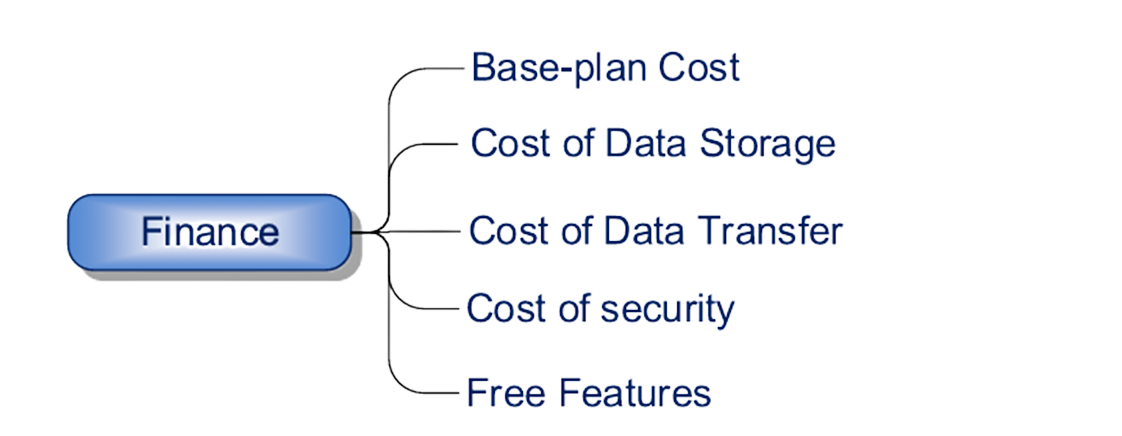 Finance
Base-plan Cost
Cost of Data Storage
Cost of Data Transfer
Cost of security
Free Features